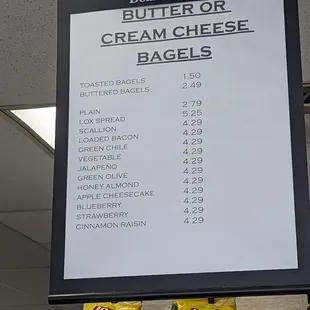 BUTTER OR
CREAM CHEESE
BAGELS
TOASTED BAGELS 1.50
BUTTERED BAGELS 2.49
PLAIN 2.79
LOX SPREAD 5.25
SCALLION 4.29
LOADED BACON 4.29
GREEN CHILE 4.29
VEGETABLE 4.29
JALAPEÑO 4.29
GREEN OLIVE 4.29
HONEY ALMOND 4.29
APPLE CHEESECAKE 4.29
BLUEBERRY 4.29
STRAWBERRY 4.29
CINNAMON RAISIN 4.29